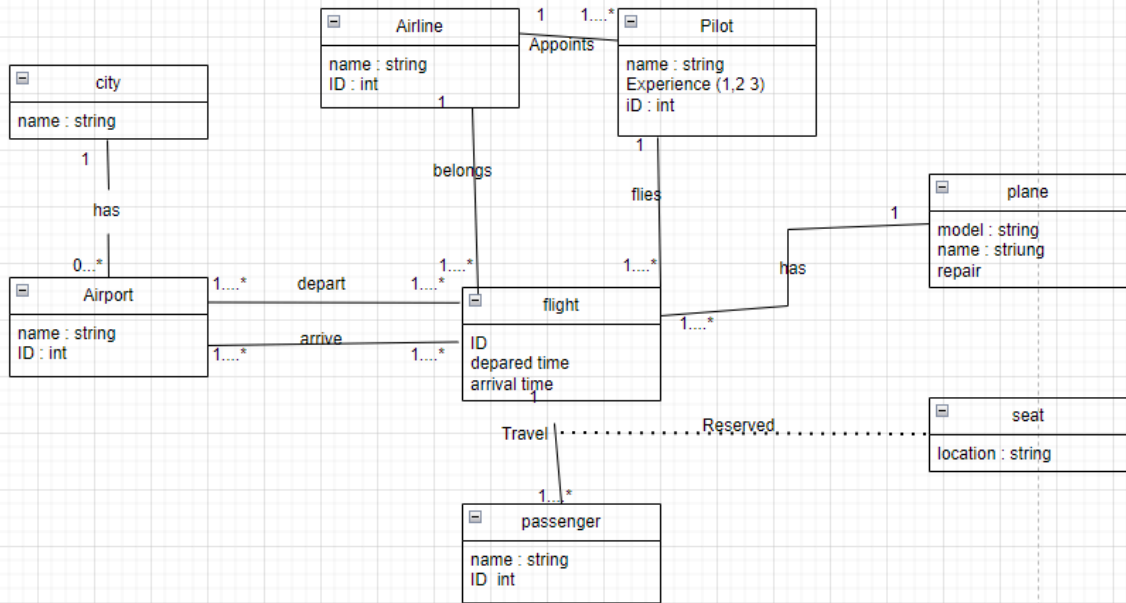 Airline
name : string
ID : int
1
1
1....*
Appoints
Pilot
name : string
Experience (1,2 3)
iD : int
1
city
name : string
1
has
0...*
belongs
flies
plane
model : string
name : striung
repair
1
has
1....*
1....*
1....*
Airport
name : string
ID : int
1....*
depart
1....*
1....*
arrive
1....*
flight
ID
depared time
arrival time
1
Travel
Reserved
seat
location : string
1....*
passenger
name : string
ID  int